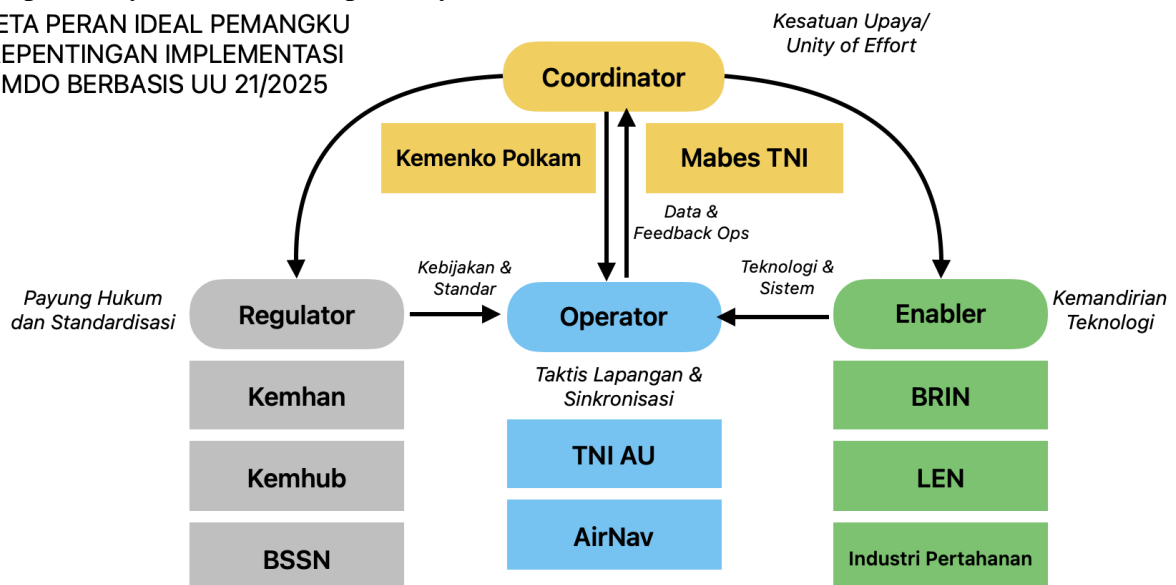 ETA PERAN IDEAL PEMANGKU
EPENTINGAN IMPLEMENTASI
MDO BERBASIS UU 21/2025
Kesatuan Upaya/
Unity of Effort
Coordinator
Kemenko Polkam
Mabes TNI
Data &
Feedback Ops
Kebijakan &
Standar
Teknologi &
Sistem
Payung Hukum
dan Standardisasi
Regulator
Operator
Enabler
Kemandirian
Teknologi
Taktis Lapangan &
Sinkronisasi
Kemhan
Kemhub
BSSN
TNI AU
AirNav
BRIN
LEN
Industri Pertahanan